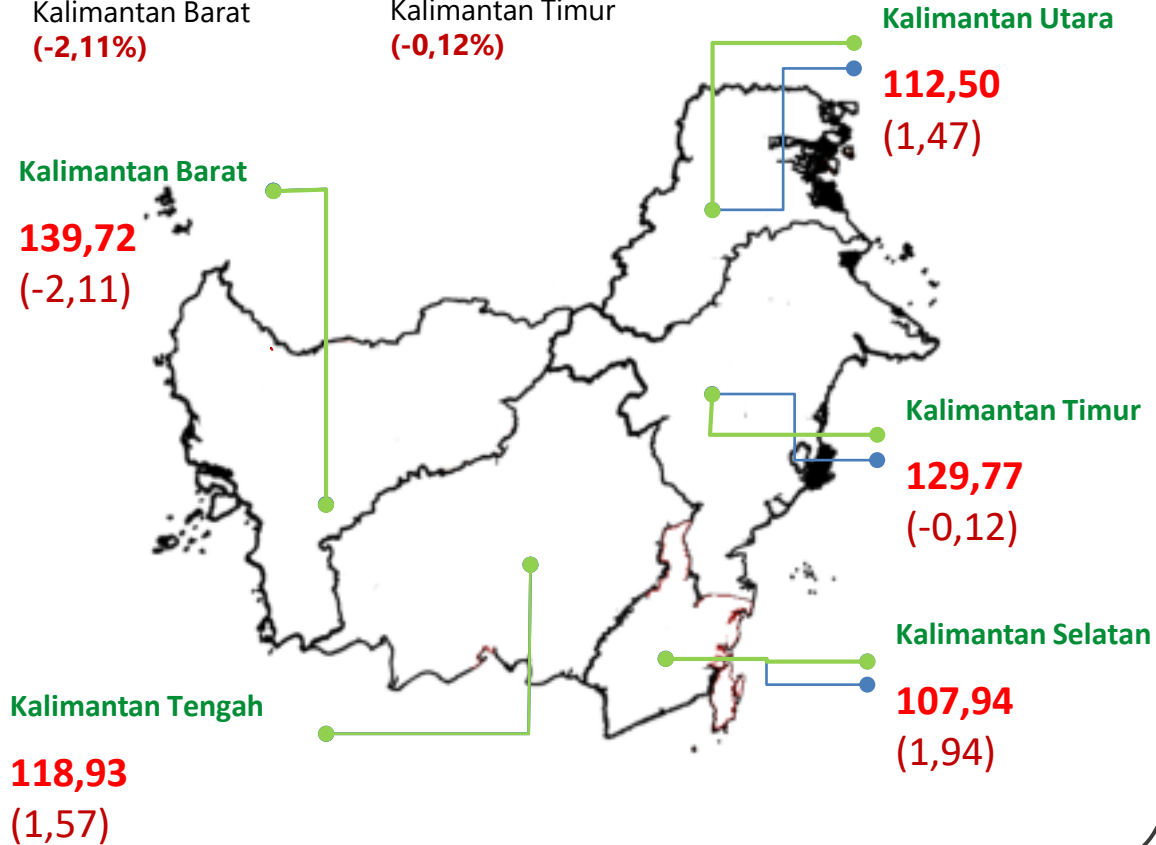 Kalimantan Barat
(-2,11%)
Kalimantan Timur
(-0,12%)
Kalimantan Utara
112,50
(1,47)
Kalimantan Barat
139,72
(-2,11)
Kalimantan Timur
129,77
(-0,12)
Kalimantan Selatan
107,94
(1,94)
Kalimantan Tengah
118,93
(1,57)